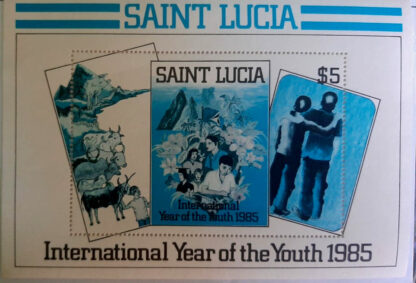 SAINT LUCIA
SAINT LUCIA
$5
International
Year of the Youth 1985
International Year of the Youth 1985